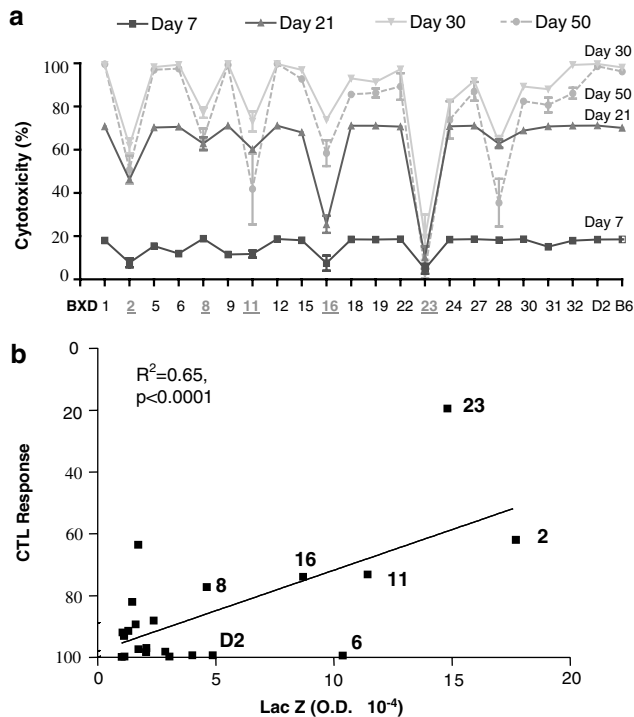 a
Day 7 Day 21 Day 30 Day 50
Cytotoxicity (%)
100
80
60
40
20
0
Day 30
Day 50
Day 21
Day 7
BXD 1 2 5 6 8 9 11 12 15 16 18 19 22 23 24 27 28 30 31 32 D2 B6
b
R2=0.65,
p<0.0001
CTL Response
0
20
40
60
80
100
23
2
16
11
8
D2
6
0 5 10 15 20
Lac Z (O.D. 10-4)